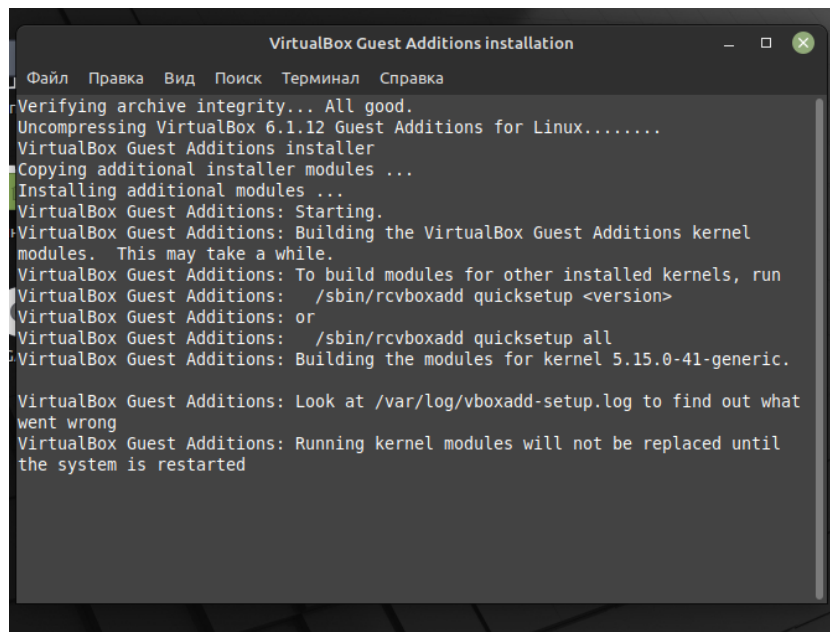 VirtualBox Guest Additions installation
Файл Правка Вид Поиск Терминал Справка
Verifying archive integrity... All good.
Uncompressing VirtualBox 6.1.12 Guest Additions for Linux........
VirtualBox Guest Additions installer
Copying additional installer modules ...
Installing additional modules ...
VirtualBox Guest Additions: Starting.
VirtualBox Guest Additions: Building the VirtualBox Guest Additions kernel
modules.  This may take a while.
VirtualBox Guest Additions: To build modules for other installed kernels, run
VirtualBox Guest Additions:   /sbin/rcvboxadd quicksetup <version>
VirtualBox Guest Additions: or
VirtualBox Guest Additions:   /sbin/rcvboxadd quicksetup all
VirtualBox Guest Additions: Building the modules for kernel 5.15.0-41-generic.
VirtualBox Guest Additions: Look at /var/log/vboxadd-setup.log to find out what
went wrong
VirtualBox Guest Additions: Running kernel modules will not be replaced until
the system is restarted